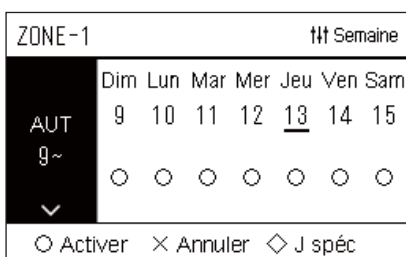 ZONE-1 Semaine
Dim Lun Mar Mer Jeu Ven Sam
AUT 9 10 11 12 13 14 15
9~
○ ○ ○ ○ ○ ○ ○
○ Activer × Annuler ◇ J spéc